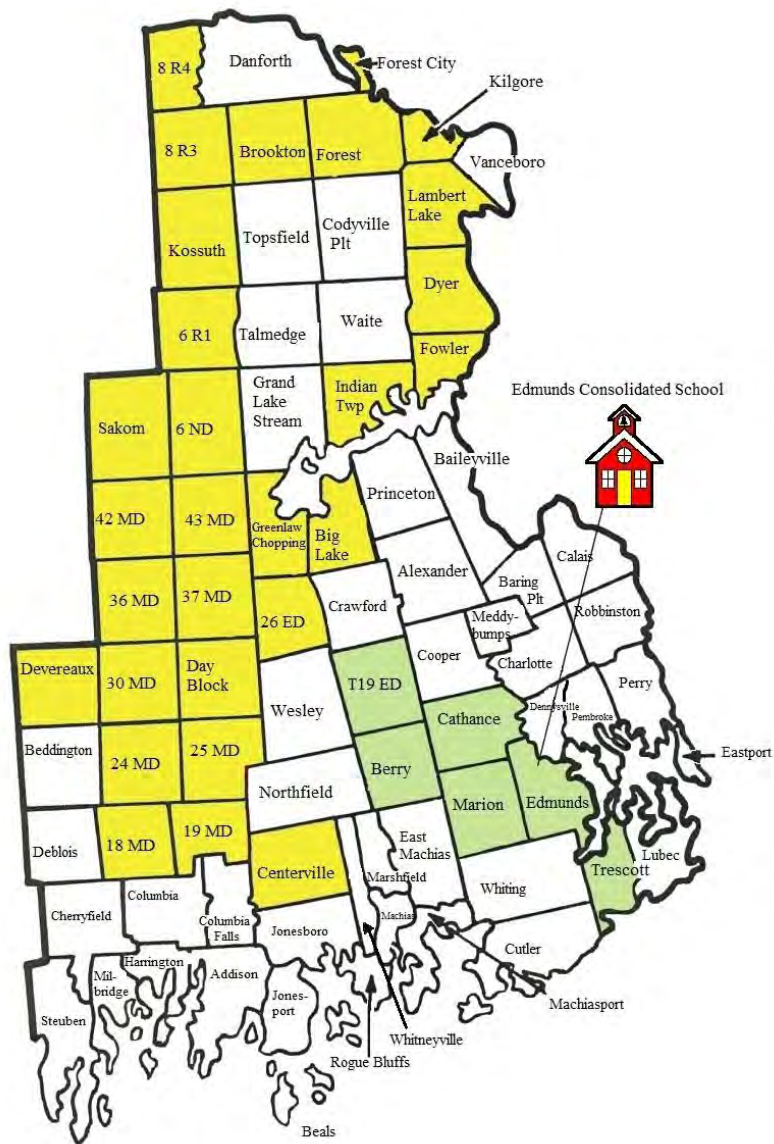 8 R4
Danforth
Forest City
Kilgore
8 R3
Brookton
Forest
Vanceboro
Lambert
Lake
Kossuth
Topsfield
Codyville
Plt
Dyer
6 R1
Talmedge
Waite
Fowler
Sakom
6 ND
Grand
Lake
Stream
Indian
Twp
Edmunds Consolidated School
Baileyville
Princeton
42 MD
43 MD
Greenlaw
Chopping
Big
Lake
Alexander
Calais
Baring
Plt
36 MD
37 MD
26 ED
Crawford
Meddy-
bumps
Robbinston
Cooper
Charlotte
Devereaux
30 MD
Day
Block
T19 ED
Perry
Wesley
Dennysville
Pembroke
Cathance
Beddington
24 MD
25 MD
Eastport
Berry
Northfield
Marion
Edmunds
Deblois
18 MD
19 MD
East
Machias
Lubec
Centerville
Marshfield
Trescott
Whiting
Cherryfield
Columbia
Columbia
Falls
Jonesboro
Machias
Cutler
Harrington
Mil-
bridge
Addison
Jones-
port
Machiasport
Steuben
Whitneyville
Rogue Bluffs
Beals